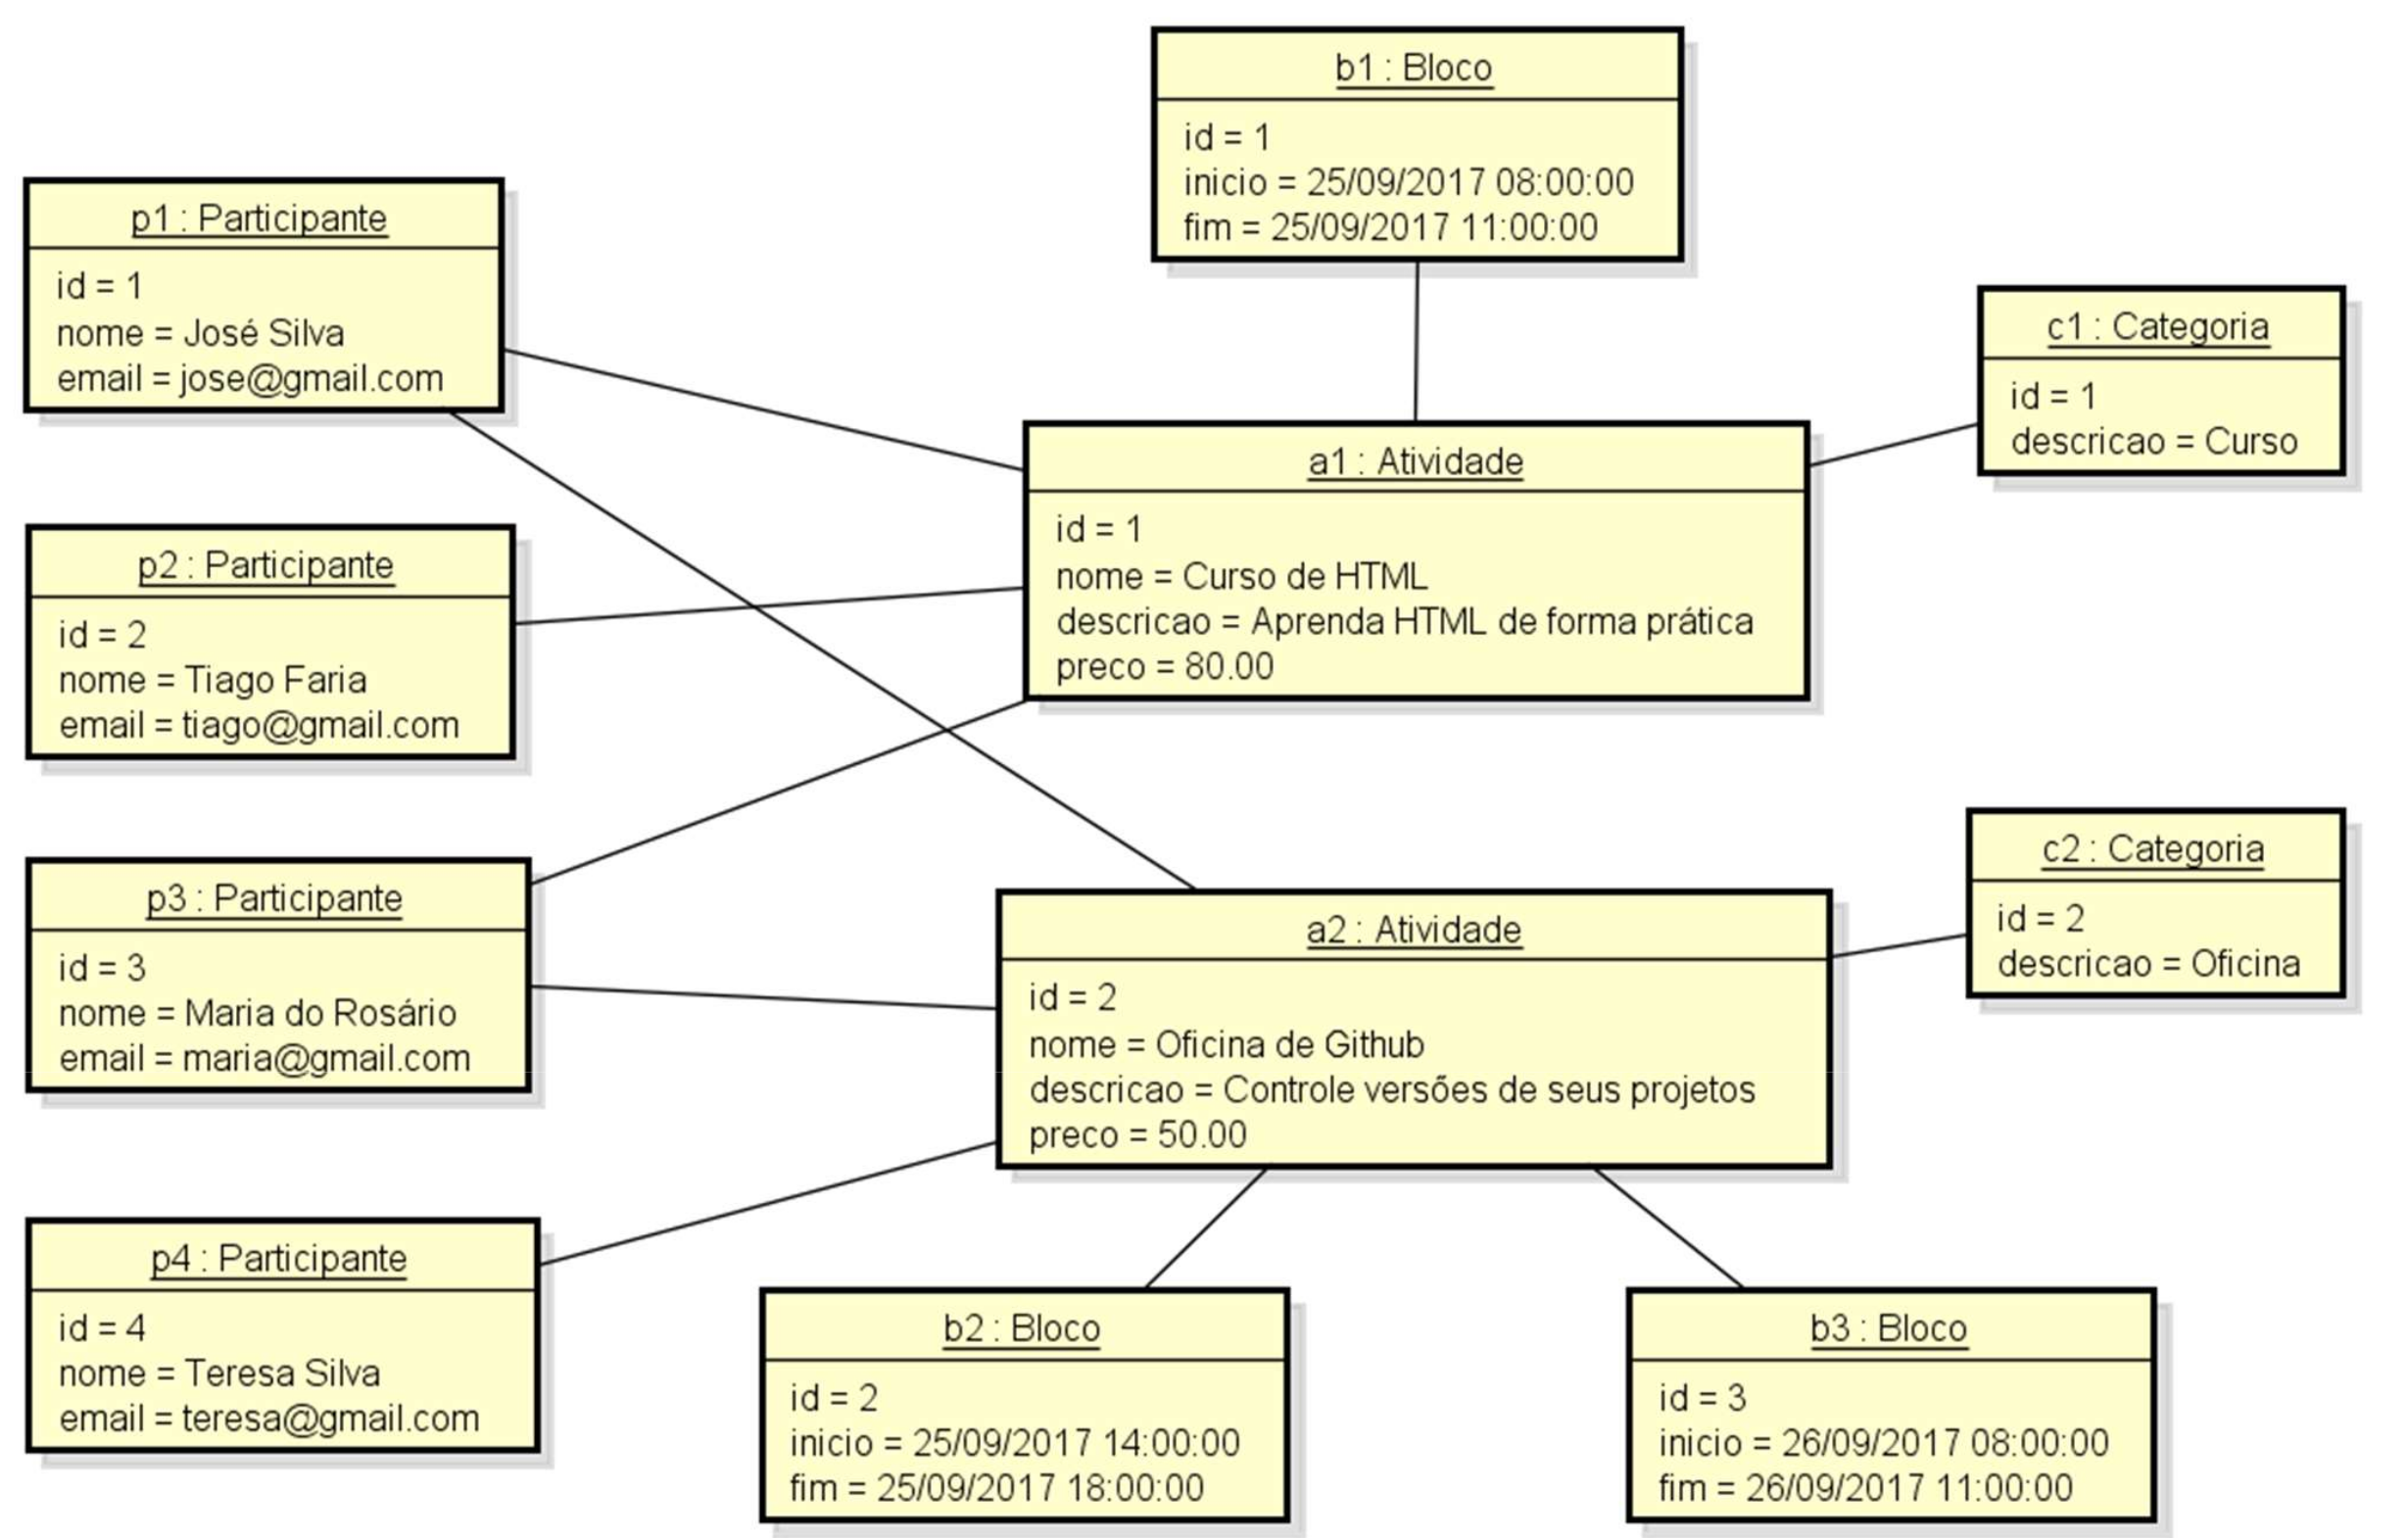 b1 : Bloco
id = 1
inicio = 25/09/2017 08:00:00
fim = 25/09/2017 11:00:00
p1 : Participante
id = 1
nome = José Silva
email = jose@gmail.com
c1 : Categoria
id = 1
descricao = Curso
a1 : Atividade
id = 1
nome = Curso de HTML
descricao = Aprenda HTML de forma prática
preco = 80.00
p2 : Participante
id = 2
nome = Tiago Faria
email = tiago@gmail.com
p3 : Participante
id = 3
nome = Maria do Rosário
email = maria@gmail.com
c2 : Categoria
id = 2
descricao = Oficina
a2 : Atividade
id = 2
nome = Oficina de Github
descricao = Controle versões de seus projetos
preco = 50.00
p4 : Participante
id = 4
nome = Teresa Silva
email = teresa@gmail.com
b2 : Bloco
id = 2
inicio = 25/09/2017 14:00:00
fim = 25/09/2017 18:00:00
b3 : Bloco
id = 3
inicio = 26/09/2017 08:00:00
fim = 26/09/2017 11:00:00